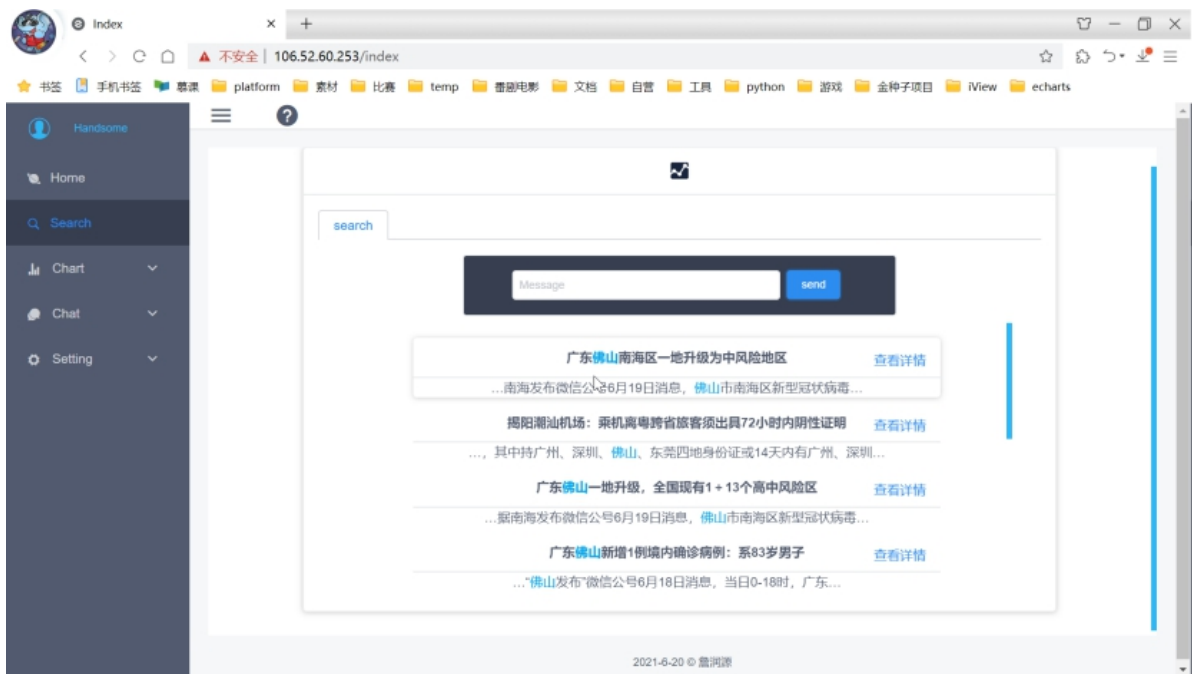 Index
不安全 106.52.60.253/index
书签 手机书签 慕课 platform 素材 比赛 temp 番剧电影 文档 自营 工具 python 游戏 金种子项目 iView echarts
Handsome
Home
Search
Chart
Chat
Setting
search
Message send
广东佛山南海区一地升级为中风险地区 查看详情
…南海发布微信公号6月19日消息，佛山市南海区新型冠状病毒…
揭阳潮汕机场：乘机离粤跨省旅客须出具72小时内阴性证明 查看详情
…，其中持广州、深圳、佛山、东莞四地身份证或14天内有广州、深圳…
广东佛山一地升级，全国现有1+13个高中风险区 查看详情
…据南海发布微信公号6月19日消息，佛山市南海区新型冠状病毒…
广东佛山新增1例境内确诊病例：系83岁男子 查看详情
…“佛山发布”微信公号6月18日消息，当日0-18时，广东…
2021-6-20 © 詹润源